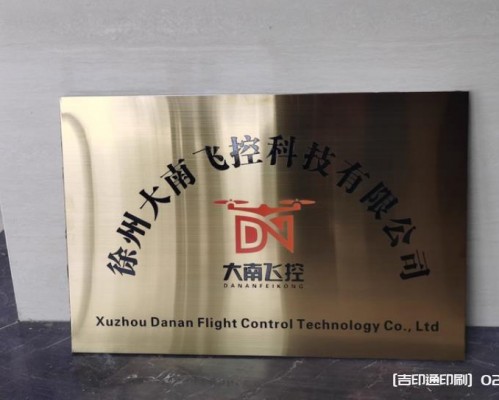 徐州大南飞控科技有限公司
DN
大南飞控
DANANFEIKONG
Xuzhou Danan Flight Control Technology Co., Ltd
[吉印通印刷] 02